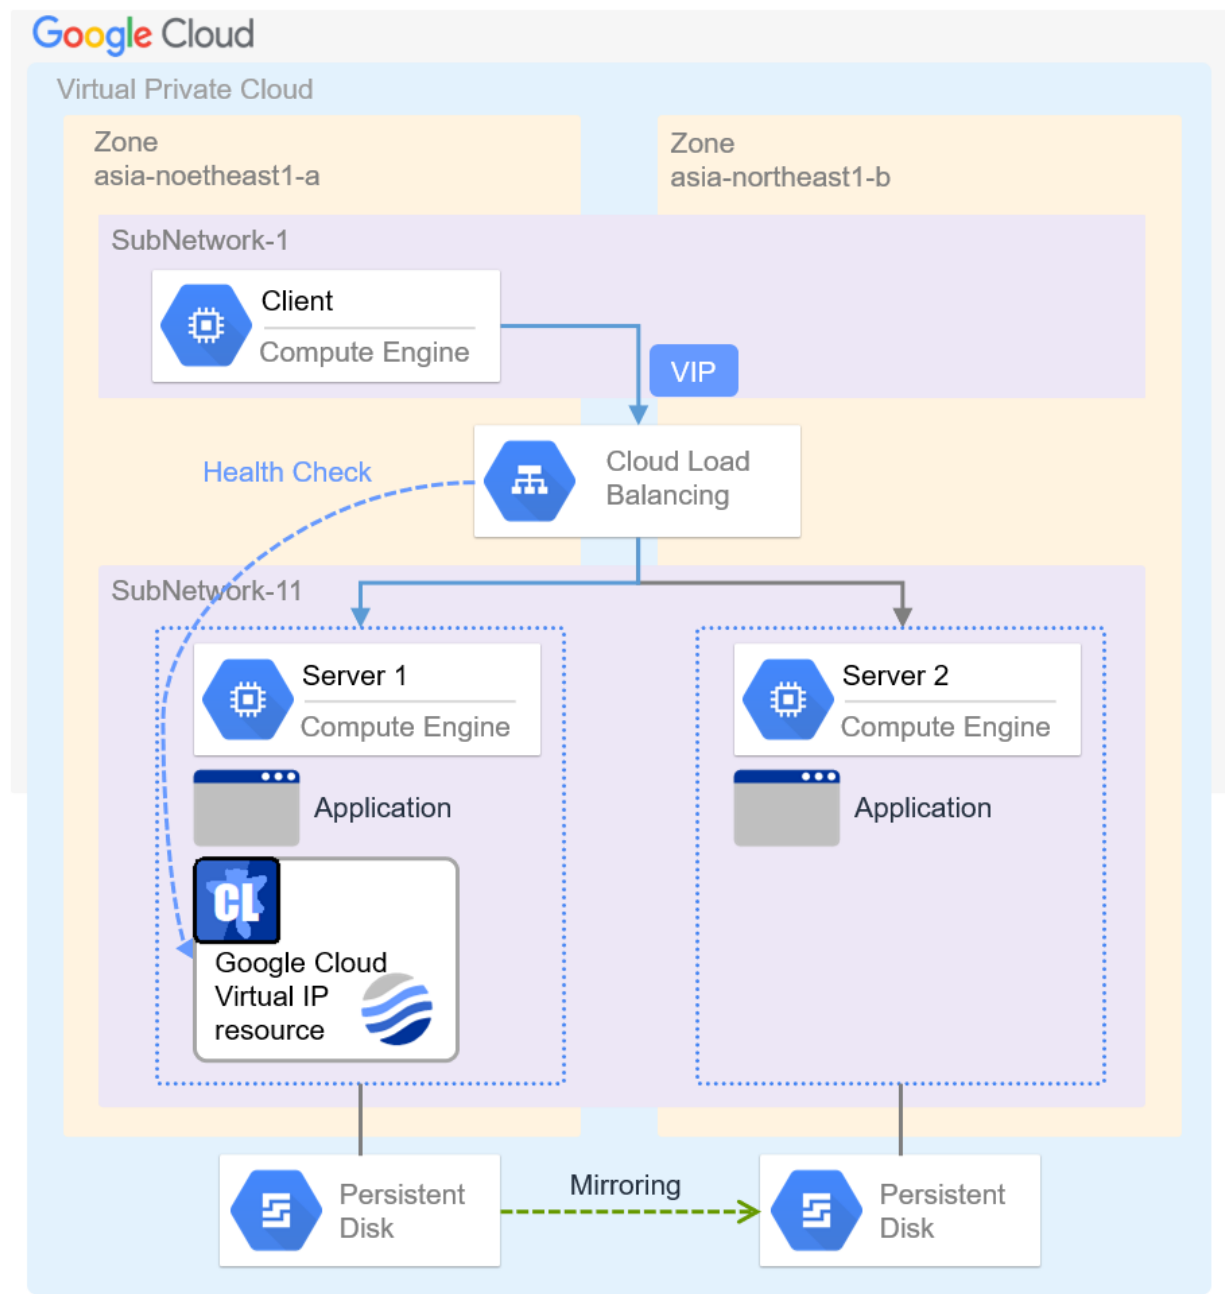 Google Cloud
Virtual Private Cloud
Zone
asia-noetheast1-a
Zone
asia-northeast1-b
SubNetwork-1
Client
Compute Engine
VIP
Cloud Load
Balancing
Health Check
SubNetwork-11
Server 1
Compute Engine
Application
CL
Google Cloud
Virtual IP
resource
Server 2
Compute Engine
Application
Persistent
Disk
Mirroring
Persistent
Disk